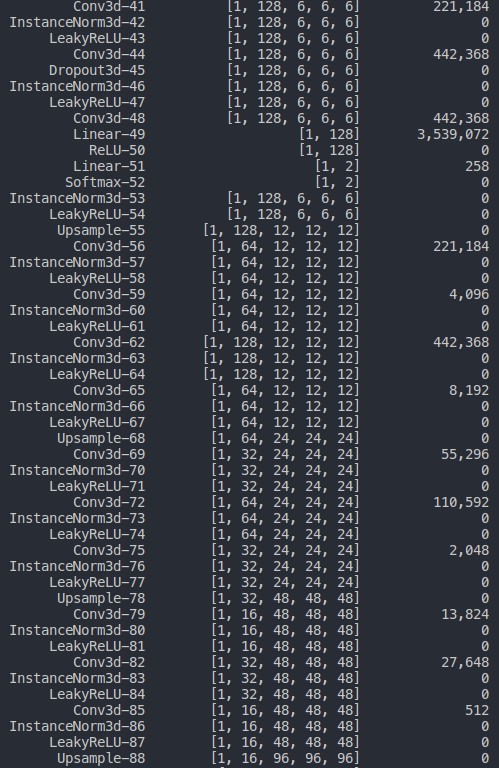 Conv3d-41 [1, 128, 6, 6, 6] 221,184
InstanceNorm3d-42 [1, 128, 6, 6, 6] 0
LeakyReLU-43 [1, 128, 6, 6, 6] 0
Conv3d-44 [1, 128, 6, 6, 6] 442,368
Dropout3d-45 [1, 128, 6, 6, 6] 0
InstanceNorm3d-46 [1, 128, 6, 6, 6] 0
LeakyReLU-47 [1, 128, 6, 6, 6] 0
Conv3d-48 [1, 128, 6, 6, 6] 442,368
Linear-49 [1, 128] 3,539,072
ReLU-50 [1, 128] 0
Linear-51 [1, 2] 258
Softmax-52 [1, 2] 0
InstanceNorm3d-53 [1, 128, 6, 6, 6] 0
LeakyReLU-54 [1, 128, 6, 6, 6] 0
Upsample-55 [1, 128, 12, 12, 12] 0
Conv3d-56 [1, 64, 12, 12, 12] 221,184
InstanceNorm3d-57 [1, 64, 12, 12, 12] 0
LeakyReLU-58 [1, 64, 12, 12, 12] 0
Conv3d-59 [1, 64, 12, 12, 12] 4,096
InstanceNorm3d-60 [1, 64, 12, 12, 12] 0
LeakyReLU-61 [1, 64, 12, 12, 12] 0
Conv3d-62 [1, 128, 12, 12, 12] 442,368
InstanceNorm3d-63 [1, 128, 12, 12, 12] 0
LeakyReLU-64 [1, 128, 12, 12, 12] 0
Conv3d-65 [1, 64, 12, 12, 12] 8,192
InstanceNorm3d-66 [1, 64, 12, 12, 12] 0
LeakyReLU-67 [1, 64, 12, 12, 12] 0
Upsample-68 [1, 64, 24, 24, 24] 0
Conv3d-69 [1, 32, 24, 24, 24] 55,296
InstanceNorm3d-70 [1, 32, 24, 24, 24] 0
LeakyReLU-71 [1, 32, 24, 24, 24] 0
Conv3d-72 [1, 64, 24, 24, 24] 110,592
InstanceNorm3d-73 [1, 64, 24, 24, 24] 0
LeakyReLU-74 [1, 64, 24, 24, 24] 0
Conv3d-75 [1, 32, 24, 24, 24] 2,048
InstanceNorm3d-76 [1, 32, 24, 24, 24] 0
LeakyReLU-77 [1, 32, 24, 24, 24] 0
Upsample-78 [1, 32, 48, 48, 48] 0
Conv3d-79 [1, 16, 48, 48, 48] 13,824
InstanceNorm3d-80 [1, 16, 48, 48, 48] 0
LeakyReLU-81 [1, 16, 48, 48, 48] 0
Conv3d-82 [1, 32, 48, 48, 48] 27,648
InstanceNorm3d-83 [1, 32, 48, 48, 48] 0
LeakyReLU-84 [1, 32, 48, 48, 48] 0
Conv3d-85 [1, 16, 48, 48, 48] 512
InstanceNorm3d-86 [1, 16, 48, 48, 48] 0
LeakyReLU-87 [1, 16, 48, 48, 48] 0
Upsample-88 [1, 16, 96, 96, 96] 0